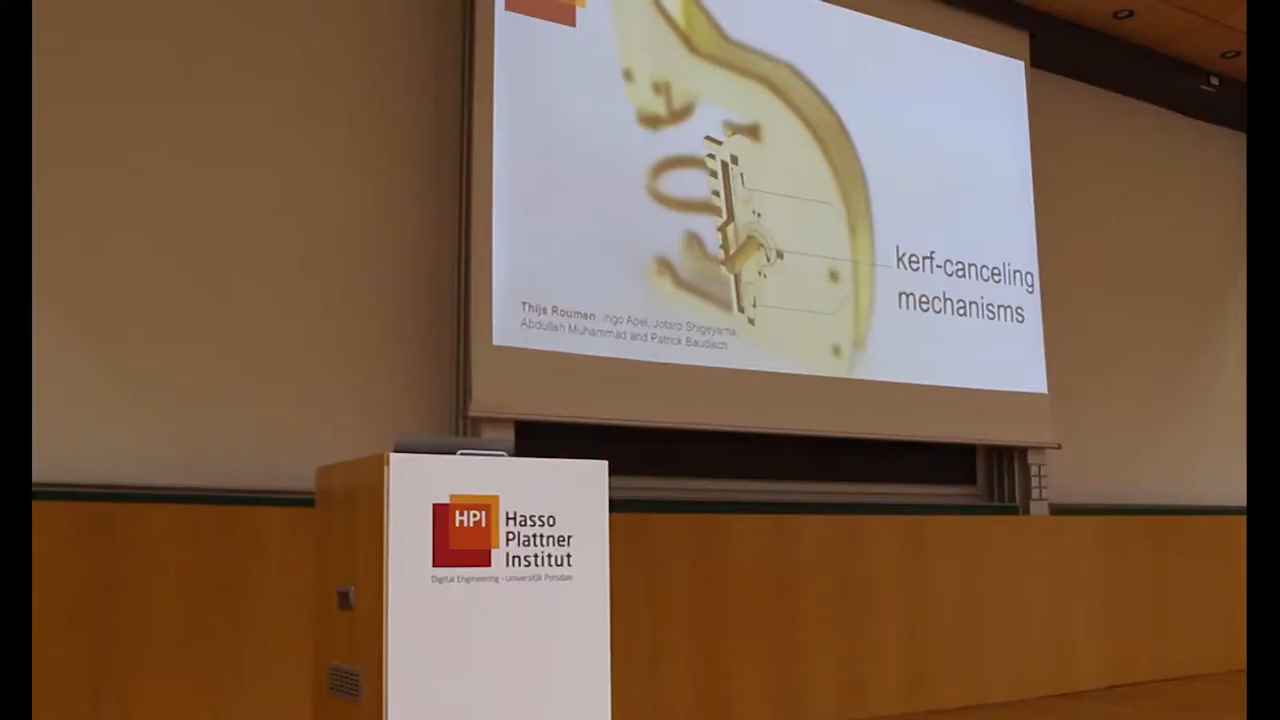 kerf-canceling
mechanisms
Thijs Roumen, Ingo Apel, Jotaro Shigeyama,
Abdullah Muhammad and Patrick Baudisch
HPI Hasso
Plattner
Institut
Digital Engineering · Universität Potsdam